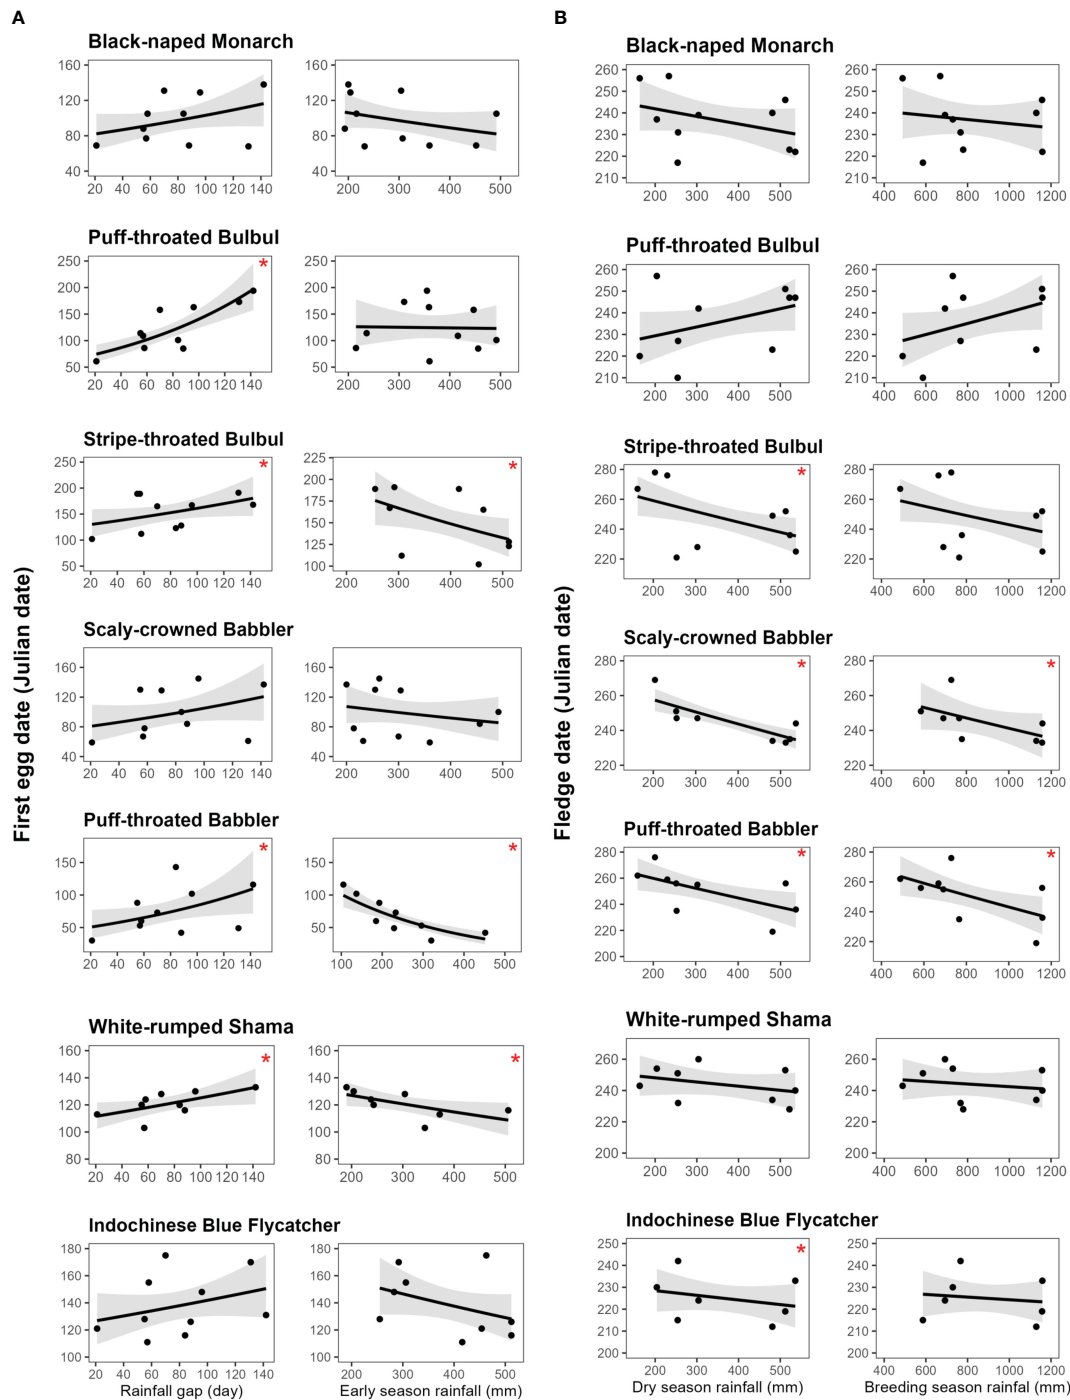 A
B
Black-naped Monarch
160
120
80
40
20 40 60 80 100 120 140
160
120
80
40
200 300 400 500
Black-naped Monarch
260
250
240
230
220
210
200 300 400 500
260
250
240
230
220
210
400 600 800 1000 1200
Puff-throated Bulbul
250
200
150
100
50
*
20 40 60 80 100 120 140
250
200
150
100
50
200 300 400 500
Puff-throated Bulbul
260
250
240
230
220
210
200 300 400 500
260
250
240
230
220
210
400 600 800 1000 1200
Stripe-throated Bulbul
250
200
150
100
50
*
20 40 60 80 100 120 140
225
200
175
150
125
100
*
200 300 400 500
Stripe-throated Bulbul
280
260
240
220
*
200 300 400 500
280
260
240
220
400 600 800 1000 1200
Scaly-crowned Babbler
160
120
80
40
20 40 60 80 100 120 140
160
120
80
40
200 300 400 500
Scaly-crowned Babbler
280
260
240
220
*
200 300 400 500
280
260
240
220
*
400 600 800 1000 1200
Puff-throated Babbler
150
100
50
*
20 40 60 80 100 120 140
150
100
50
*
100 200 300 400 500
Puff-throated Babbler
280
260
240
220
200
*
200 300 400 500
280
260
240
220
*
400 600 800 1000 1200
White-rumped Shama
160
140
120
100
80
*
20 40 60 80 100 120 140
160
140
120
100
80
*
200 300 400 500
White-rumped Shama
260
240
220
200
200 300 400 500
260
240
220
200
400 600 800 1000 1200
Indochinese Blue Flycatcher
180
160
140
120
100
20 40 60 80 100 120 140
180
160
140
120
100
200 300 400 500
Indochinese Blue Flycatcher
250
240
230
220
210
200
*
200 300 400 500
250
240
230
220
210
200
400 600 800 1000 1200
First egg date (Julian date)
Fledge date (Julian date)
Rainfall gap (day)
Early season rainfall (mm)
Dry season rainfall (mm)
Breeding season rainfal (mm)